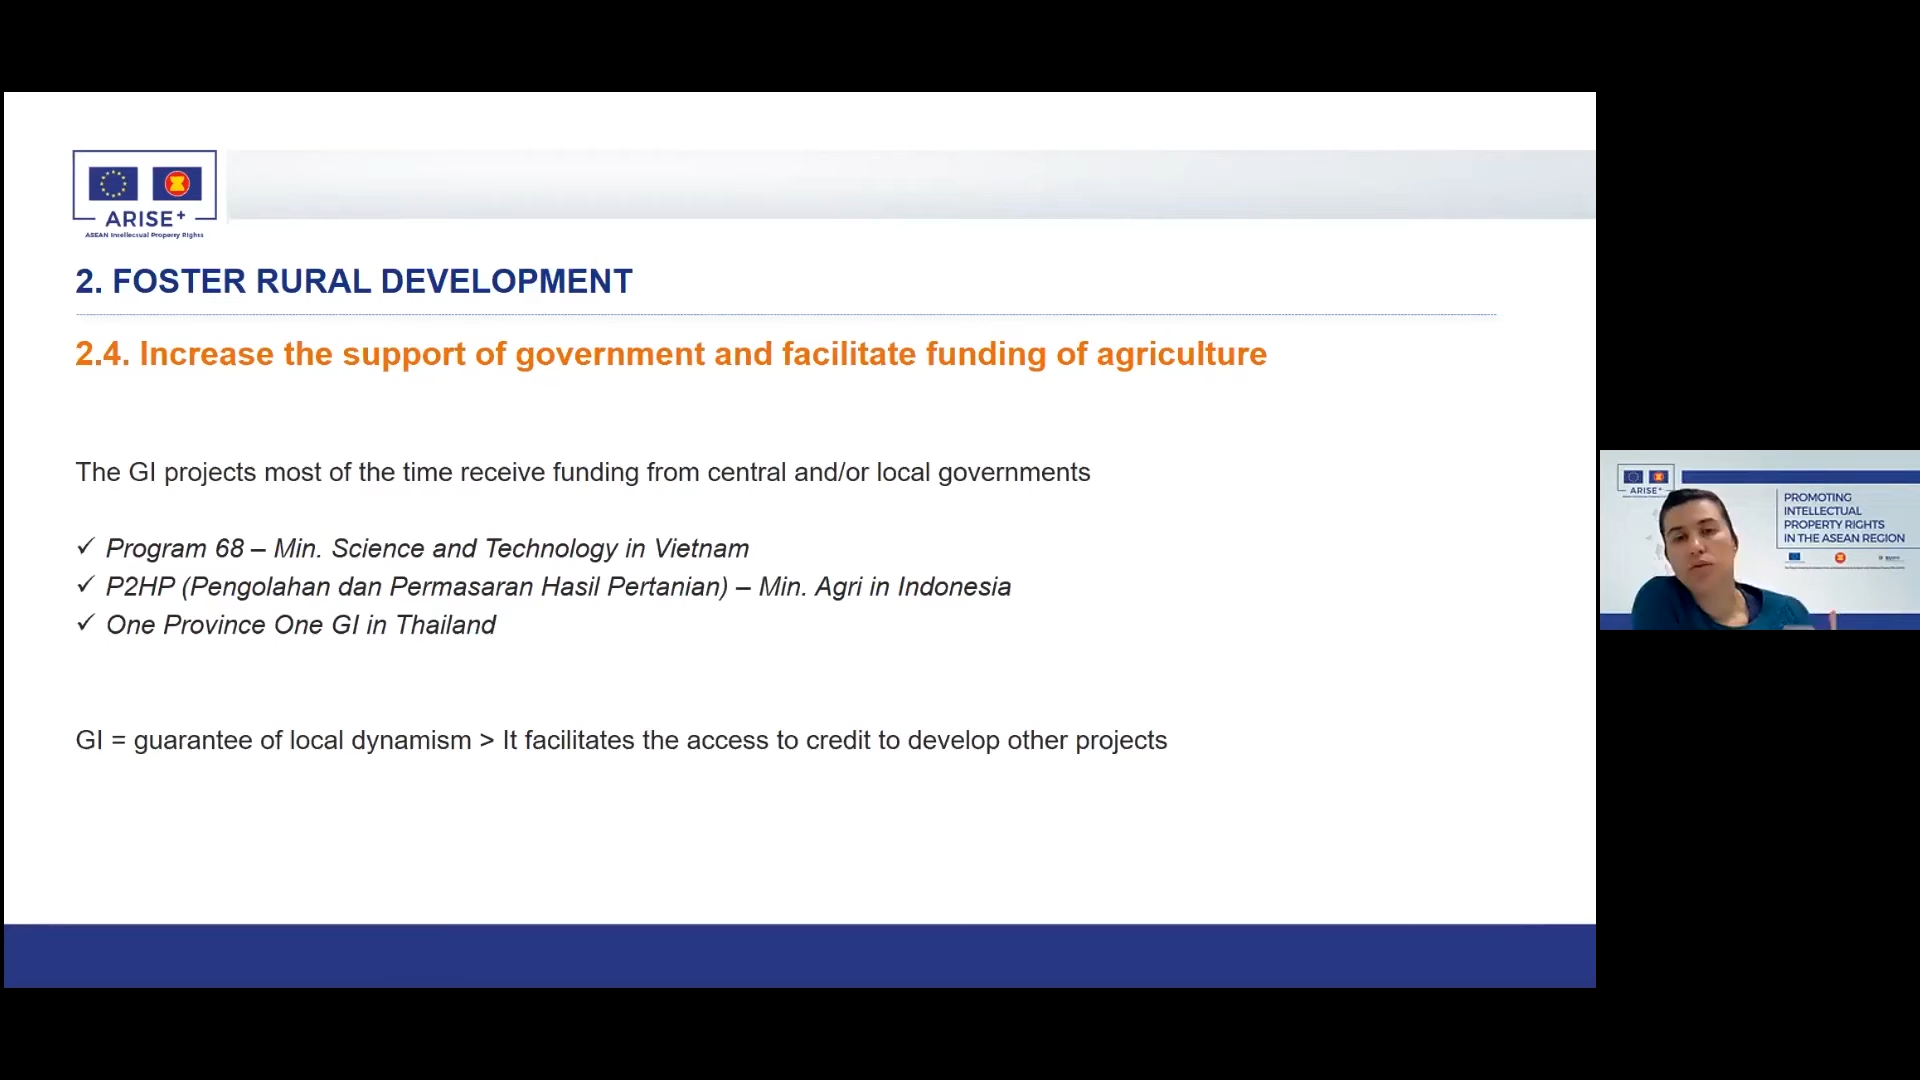 ARISE+
ASEAN Intellectual Property Rights
2. FOSTER RURAL DEVELOPMENT
2.4. Increase the support of government and facilitate funding of agriculture
The GI projects most of the time receive funding from central and/or local governments
✓ Program 68 – Min. Science and Technology in Vietnam
✓ P2HP (Pengolahan dan Permasaran Hasil Pertanian) – Min. Agri in Indonesia
✓ One Province One GI in Thailand
GI = guarantee of local dynamism > It facilitates the access to credit to develop other projects
ARISE+
PROMOTING
INTELLECTUAL
PROPERTY RIGHTS
IN THE ASEAN REGION